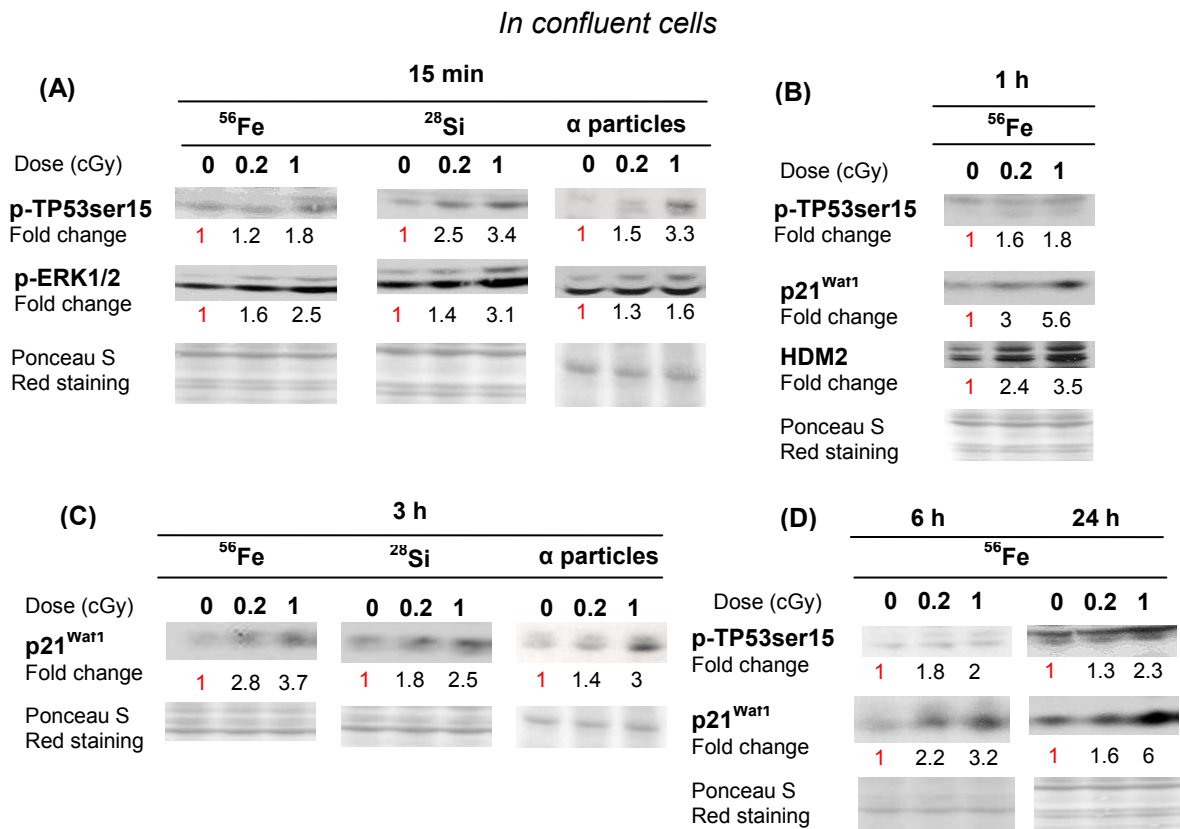 In confluent cells
(A)
15 min
⁵⁶Fe ²⁸Si α particles
Dose (cGy) 0 0.2 1 0 0.2 1 0 0.2 1
p-TP53ser15
Fold change 1 1.2 1.8 1 2.5 3.4 1 1.5 3.3
p-ERK1/2
Fold change 1 1.6 2.5 1 1.4 3.1 1 1.3 1.6
Ponceau S
Red staining
(B)
1 h
⁵⁶Fe
Dose (cGy) 0 0.2 1
p-TP53ser15
Fold change 1 1.6 1.8
p21ᵂᵃᶠ¹
Fold change 1 3 5.6
HDM2
Fold change 1 2.4 3.5
Ponceau S
Red staining
(C)
3 h
⁵⁶Fe ²⁸Si α particles
Dose (cGy) 0 0.2 1 0 0.2 1 0 0.2 1
p21ᵂᵃᶠ¹
Fold change 1 2.8 3.7 1 1.8 2.5 1 1.4 3
Ponceau S
Red staining
(D)
6 h 24 h
⁵⁶Fe
Dose (cGy) 0 0.2 1 0 0.2 1
p-TP53ser15
Fold change 1 1.8 2 1 1.3 2.3
p21ᵂᵃᶠ¹
Fold change 1 2.2 3.2 1 1.6 6
Ponceau S
Red staining